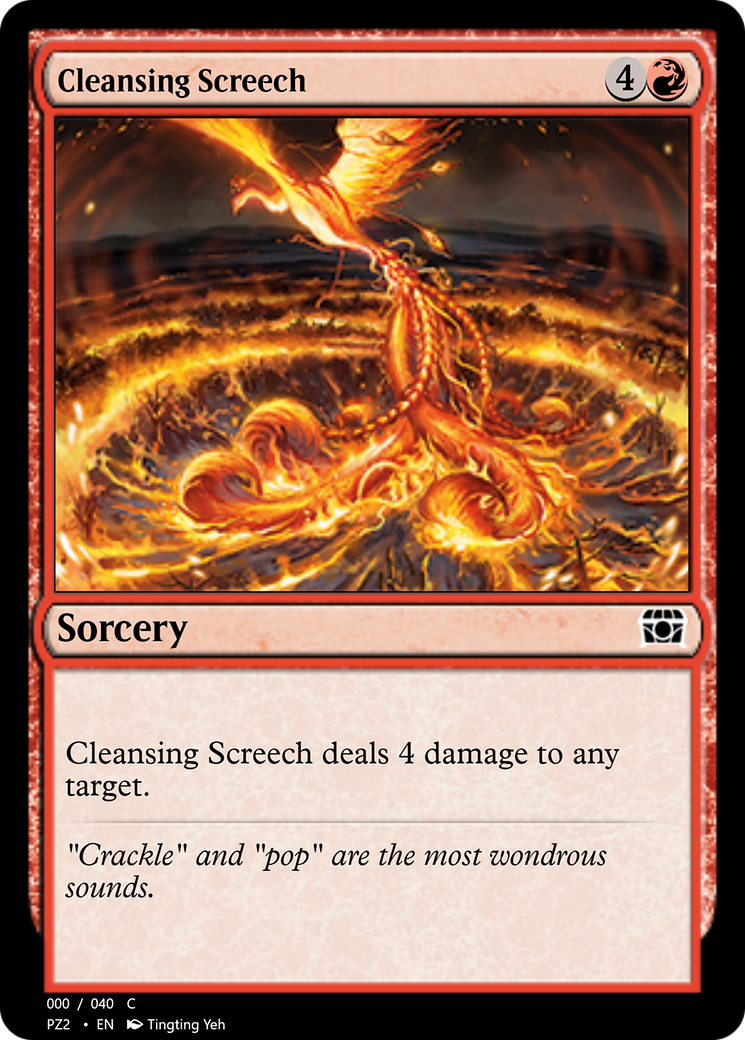 Cleansing Screech 4
Sorcery
Cleansing Screech deals 4 damage to any
target.
"Crackle" and "pop" are the most wondrous
sounds.
000 / 040 C
PZ2 • EN Tingting Yeh